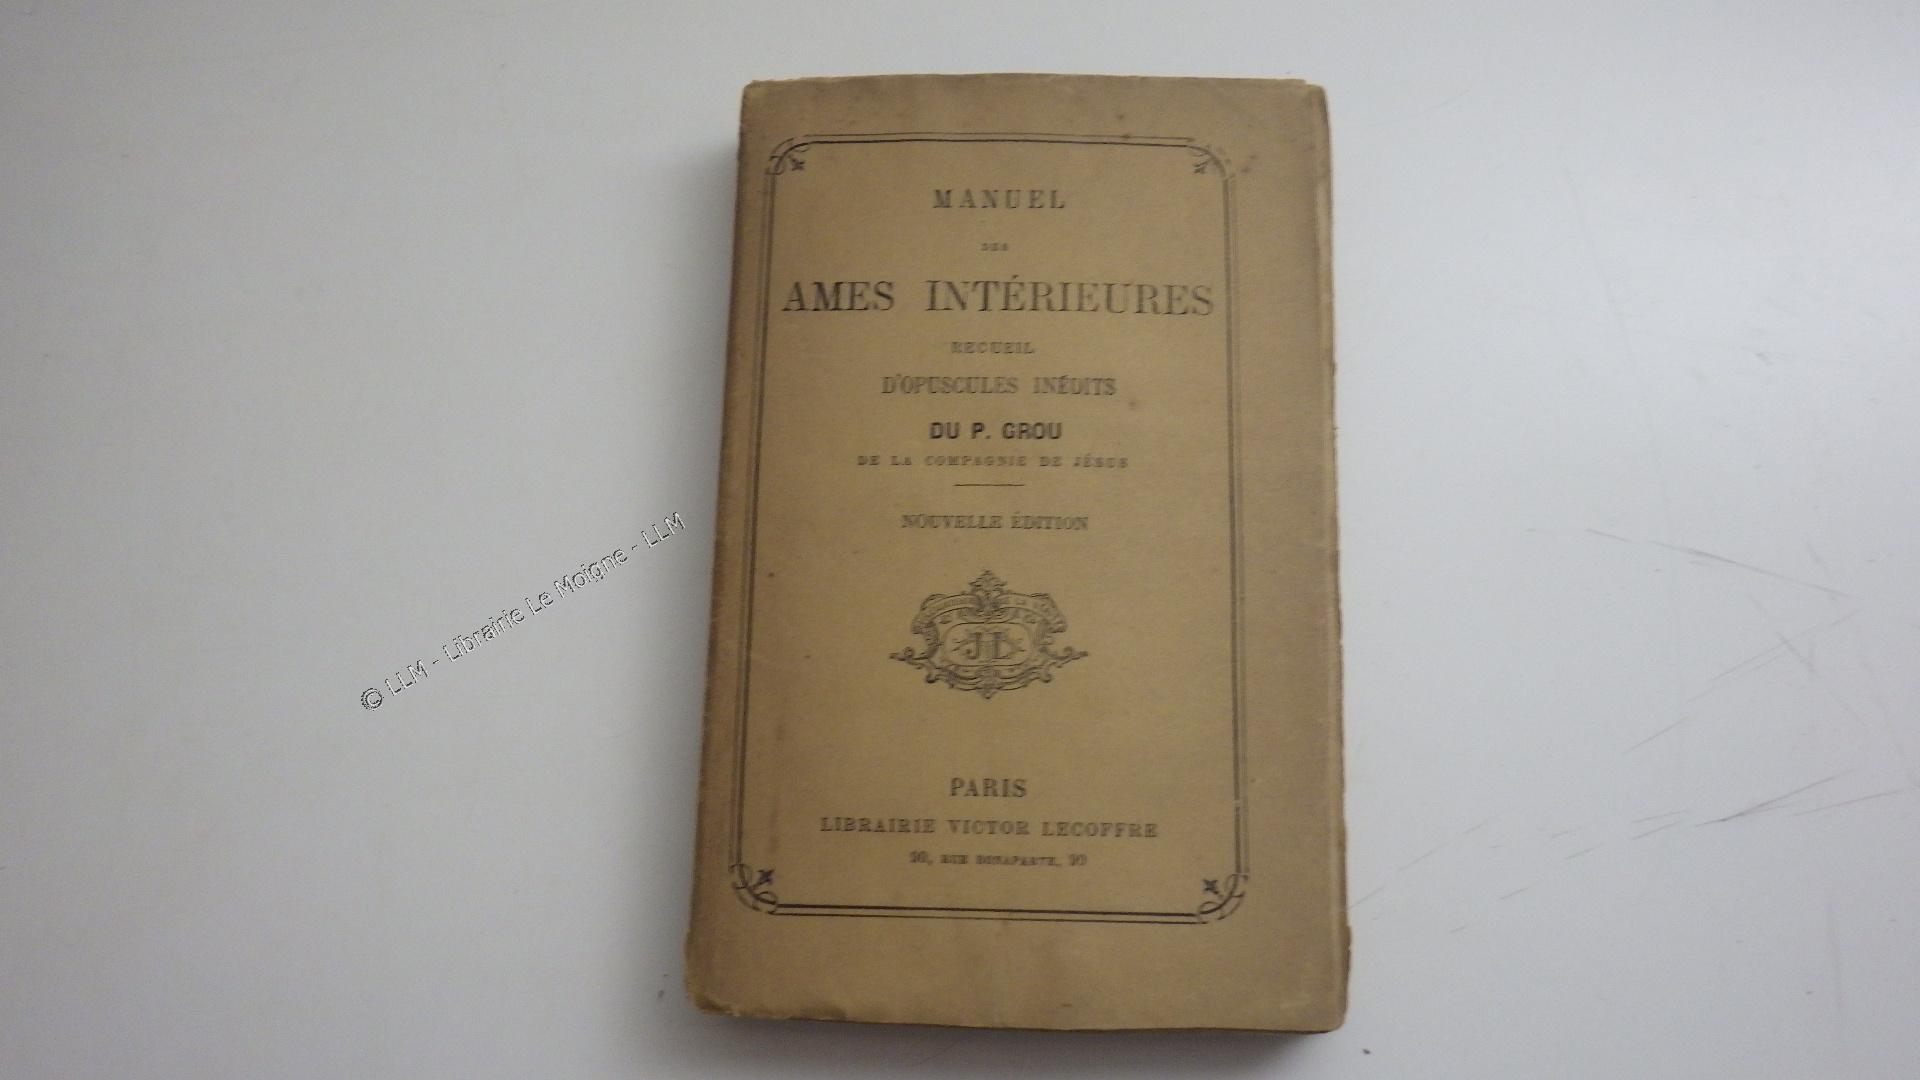 MANUEL
DES
AMES INTÉRIEURES
RECUEIL
D'OPUSCULES INÉDITS
DU P. GROU
DE LA COMPAGNIE DE JÉSUS
NOUVELLE ÉDITION
JL
PARIS
LIBRAIRIE VICTOR LECOFFRE
90, RUE BONAPARTE, 90
© LLM - Librairie Le Moigne - LLM